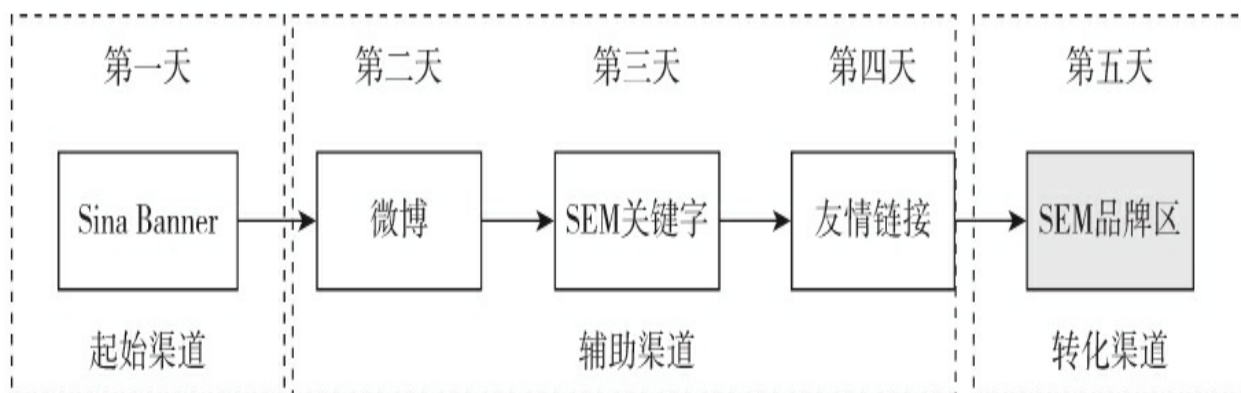 第一天 第二天 第三天 第四天 第五天
Sina Banner 微博 SEM关键字 友情链接 SEM品牌区
起始渠道 辅助渠道 转化渠道